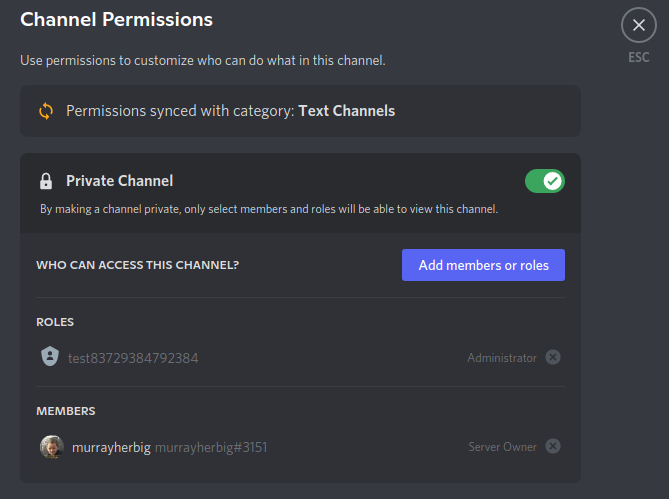 Channel Permissions
ESC
Use permissions to customize who can do what in this channel.
Permissions synced with category: Text Channels
Private Channel
By making a channel private, only select members and roles will be able to view this channel.
WHO CAN ACCESS THIS CHANNEL?
Add members or roles
ROLES
test83729384792384 Administrator
MEMBERS
murrayherbig murrayherbig#3151 Server Owner